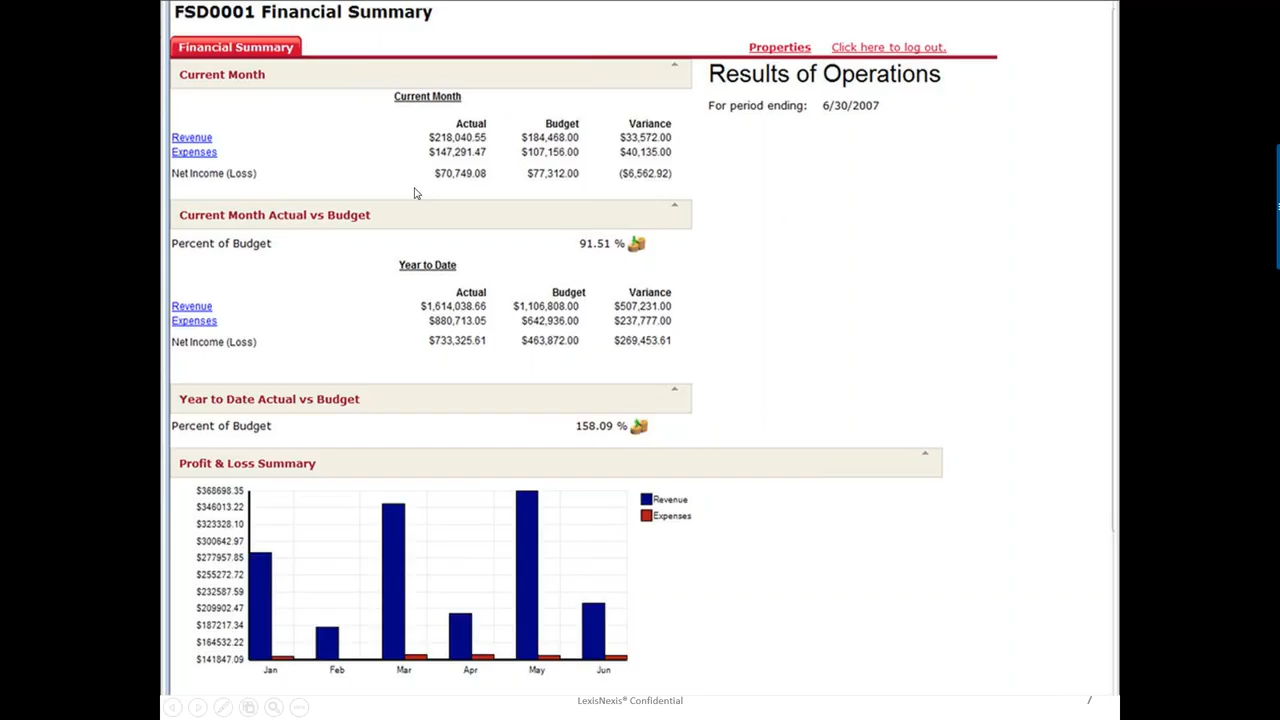 FSD0001 Financial Summary
Financial Summary
Properties Click here to log out.
Current Month
Results of Operations
Current Month
For period ending: 6/30/2007
Actual Budget Variance
Revenue $218,040.55 $184,468.00 $33,572.00
Expenses $147,291.47 $107,156.00 $40,135.00
Net Income (Loss) $70,749.08 $77,312.00 ($6,562.92)
Current Month Actual vs Budget
Percent of Budget 91.51 %
Year to Date
Actual Budget Variance
Revenue $1,614,038.66 $1,106,808.00 $507,231.00
Expenses $880,713.05 $642,936.00 $237,777.00
Net Income (Loss) $733,325.61 $463,872.00 $269,453.61
Year to Date Actual vs Budget
Percent of Budget 158.09 %
Profit & Loss Summary
$368698.35
$346013.22
$323328.10
$300642.97
$277957.85
$255272.72
$232587.59
$209902.47
$187217.34
$164532.22
$141847.09
Jan Feb Mar Apr May Jun
Revenue
Expenses
LexisNexis® Confidential
7